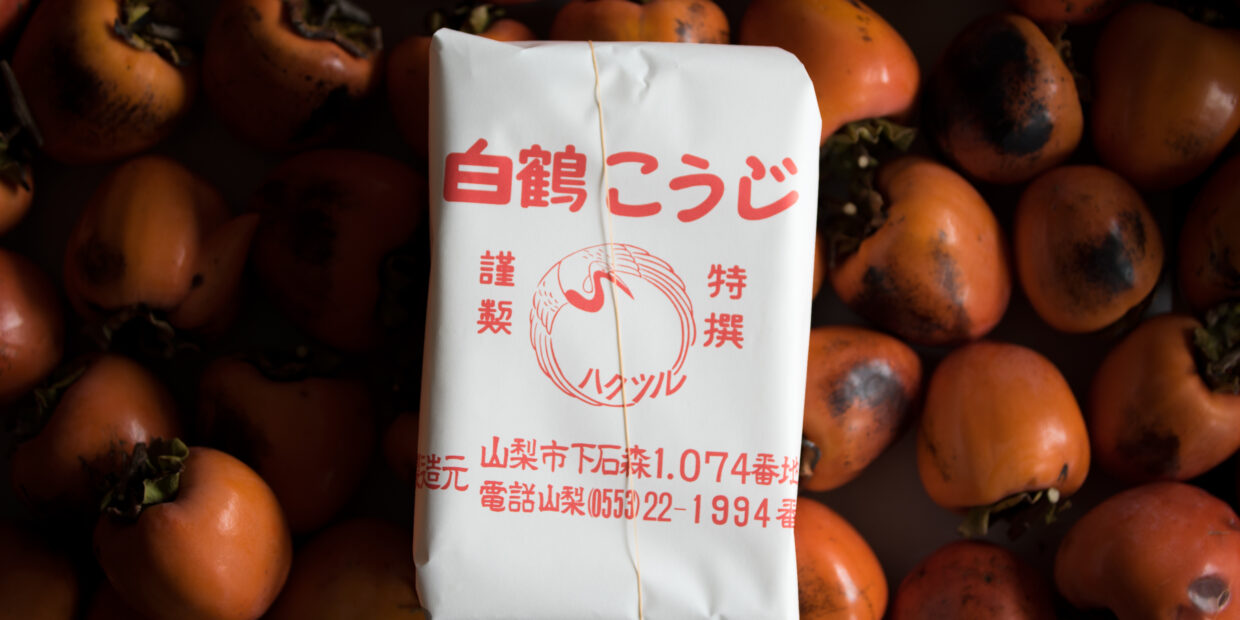 白鶴こうじ
謹製
特撰
ハクツル
造元 山梨市下石森1.074番地
電話山梨(0553)22-1994番